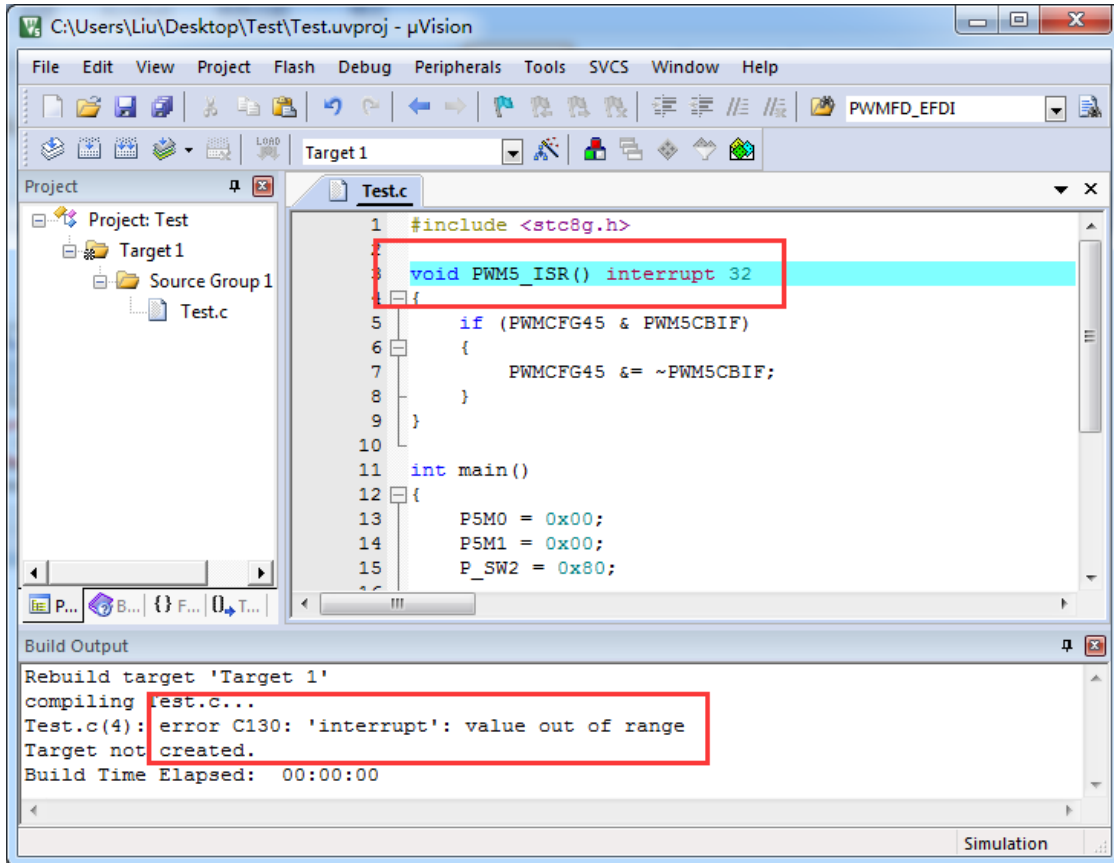 C:\Users\Liu\Desktop\Test\Test.uvproj - µVision
File Edit View Project Flash Debug Peripherals Tools SVCS Window Help
PWMFD_EFDI
LOAD Target 1
Project
Test.c
Project: Test
Target 1
Source Group 1
Test.c
1 #include <stc8g.h>
2
3 void PWM5_ISR() interrupt 32
4 {
5 if (PWMCFG45 & PWM5CBIF)
6 {
7 PWMCFG45 &= ~PWM5CBIF;
8 }
9 }
10
11 int main()
12 {
13 P5M0 = 0x00;
14 P5M1 = 0x00;
15 P_SW2 = 0x80;
P... B... {} F... T...
Build Output
Rebuild target 'Target 1'
compiling Test.c...
Test.c(4): error C130: 'interrupt': value out of range
Target not created.
Build Time Elapsed: 00:00:00
Simulation